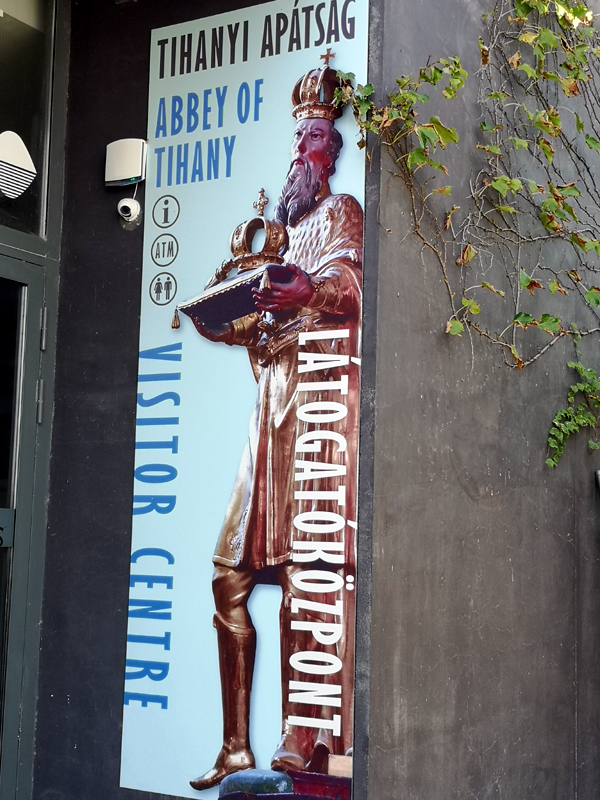 TIHANYI APÁTSÁG
ABBEY OF
TIHANY
i
ATM
VISITOR CENTRE
LÁTOGATÓKÖZPONT